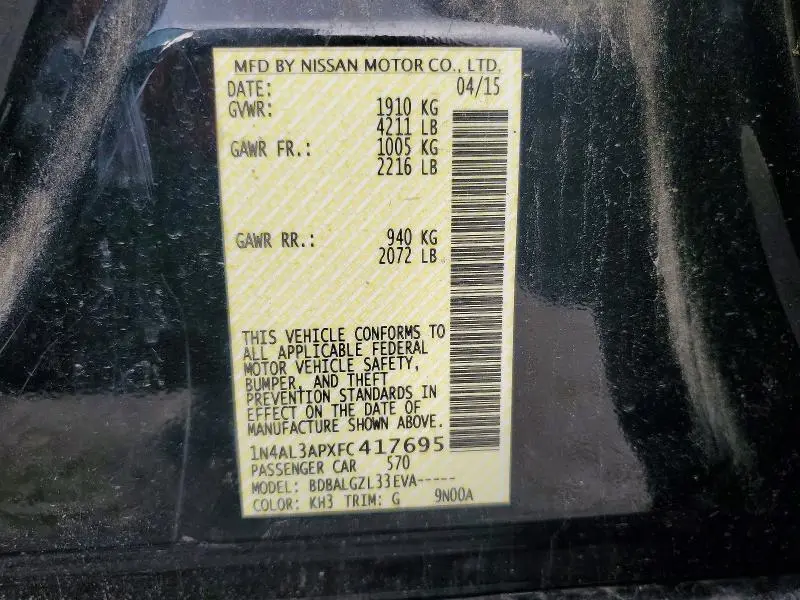 MFD BY NISSAN MOTOR CO., LTD.
DATE: 04/15
GVWR: 1910 KG
4211 LB
GAWR FR.: 1005 KG
2216 LB
GAWR RR.: 940 KG
2072 LB
THIS VEHICLE CONFORMS TO
ALL APPLICABLE FEDERAL
MOTOR VEHICLE SAFETY,
BUMPER, AND THEFT
PREVENTION STANDARDS IN
EFFECT ON THE DATE OF
MANUFACTURE SHOWN ABOVE.
1N4AL3APXFC417695
PASSENGER CAR 570
MODEL: BDBALGZL33EVA-----
COLOR: KH3 TRIM: G 9N00A